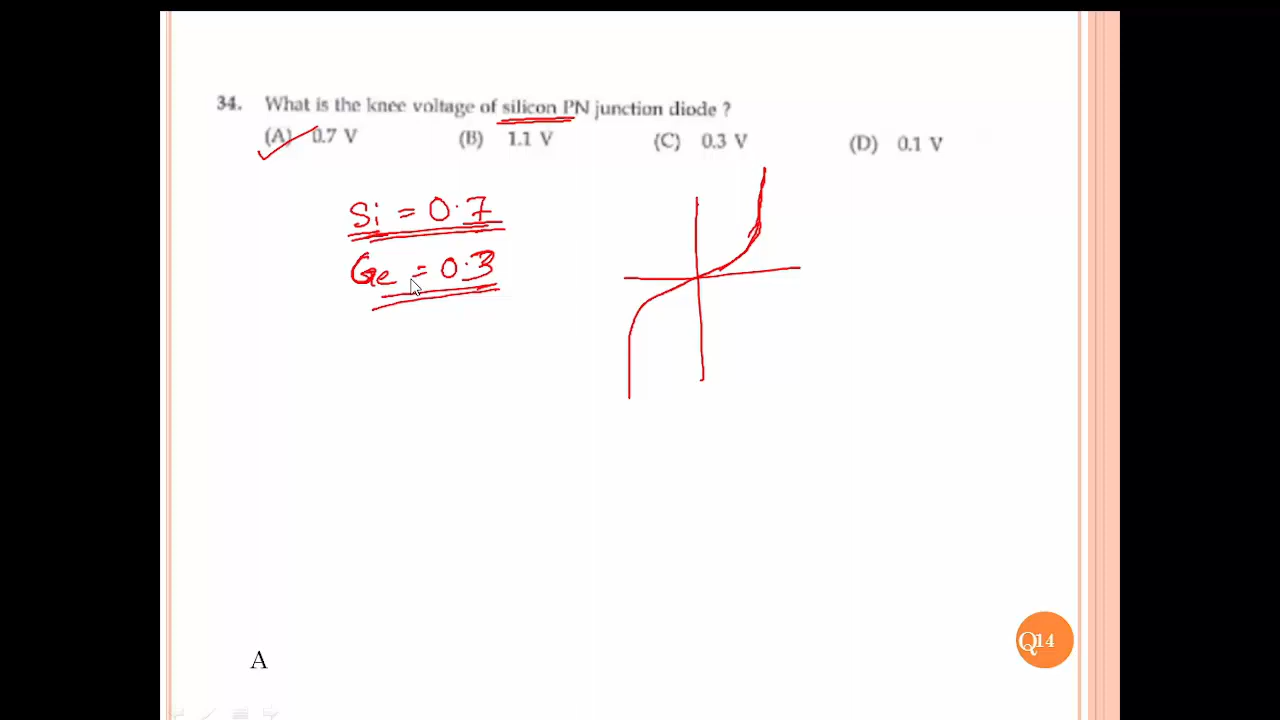 34. What is the knee voltage of silicon PN junction diode ?
(A) 0.7 V (B) 1.1 V (C) 0.3 V (D) 0.1 V
Si = 0.7
Ge = 0.3
Q14
A